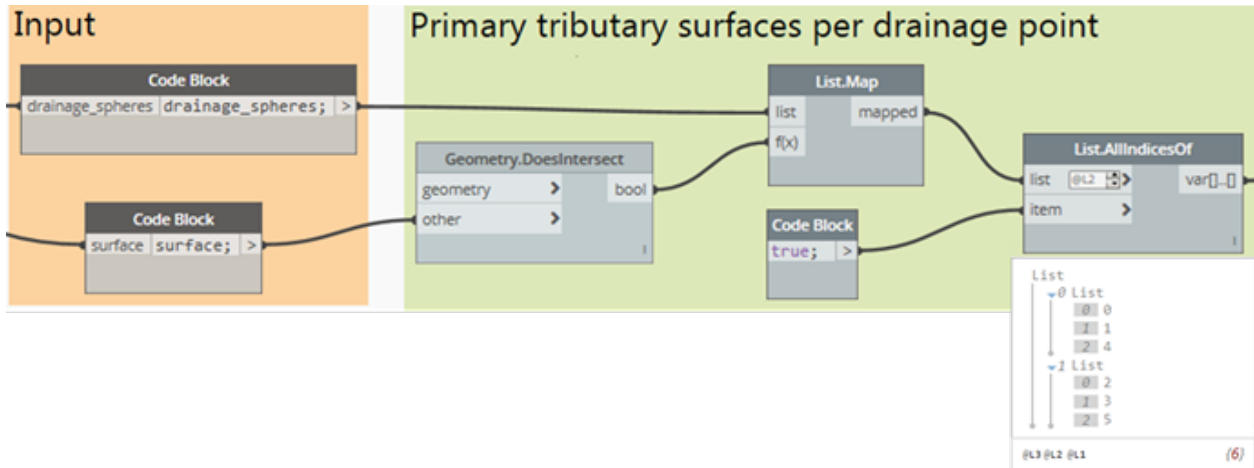 Input
Primary tributary surfaces per drainage point
Code Block
drainage_spheres drainage_spheres; >
Code Block
surface surface; >
Geometry.DoesIntersect
geometry > bool
other >
List.Map
list mapped
f(x)
Code Block
true; >
List.AllIndicesOf
list @L2 > var[]..[]
item >
List
0 List
0 0
1 1
2 4
1 List
0 2
1 3
2 5
@L3 @L2 @L1 {6}